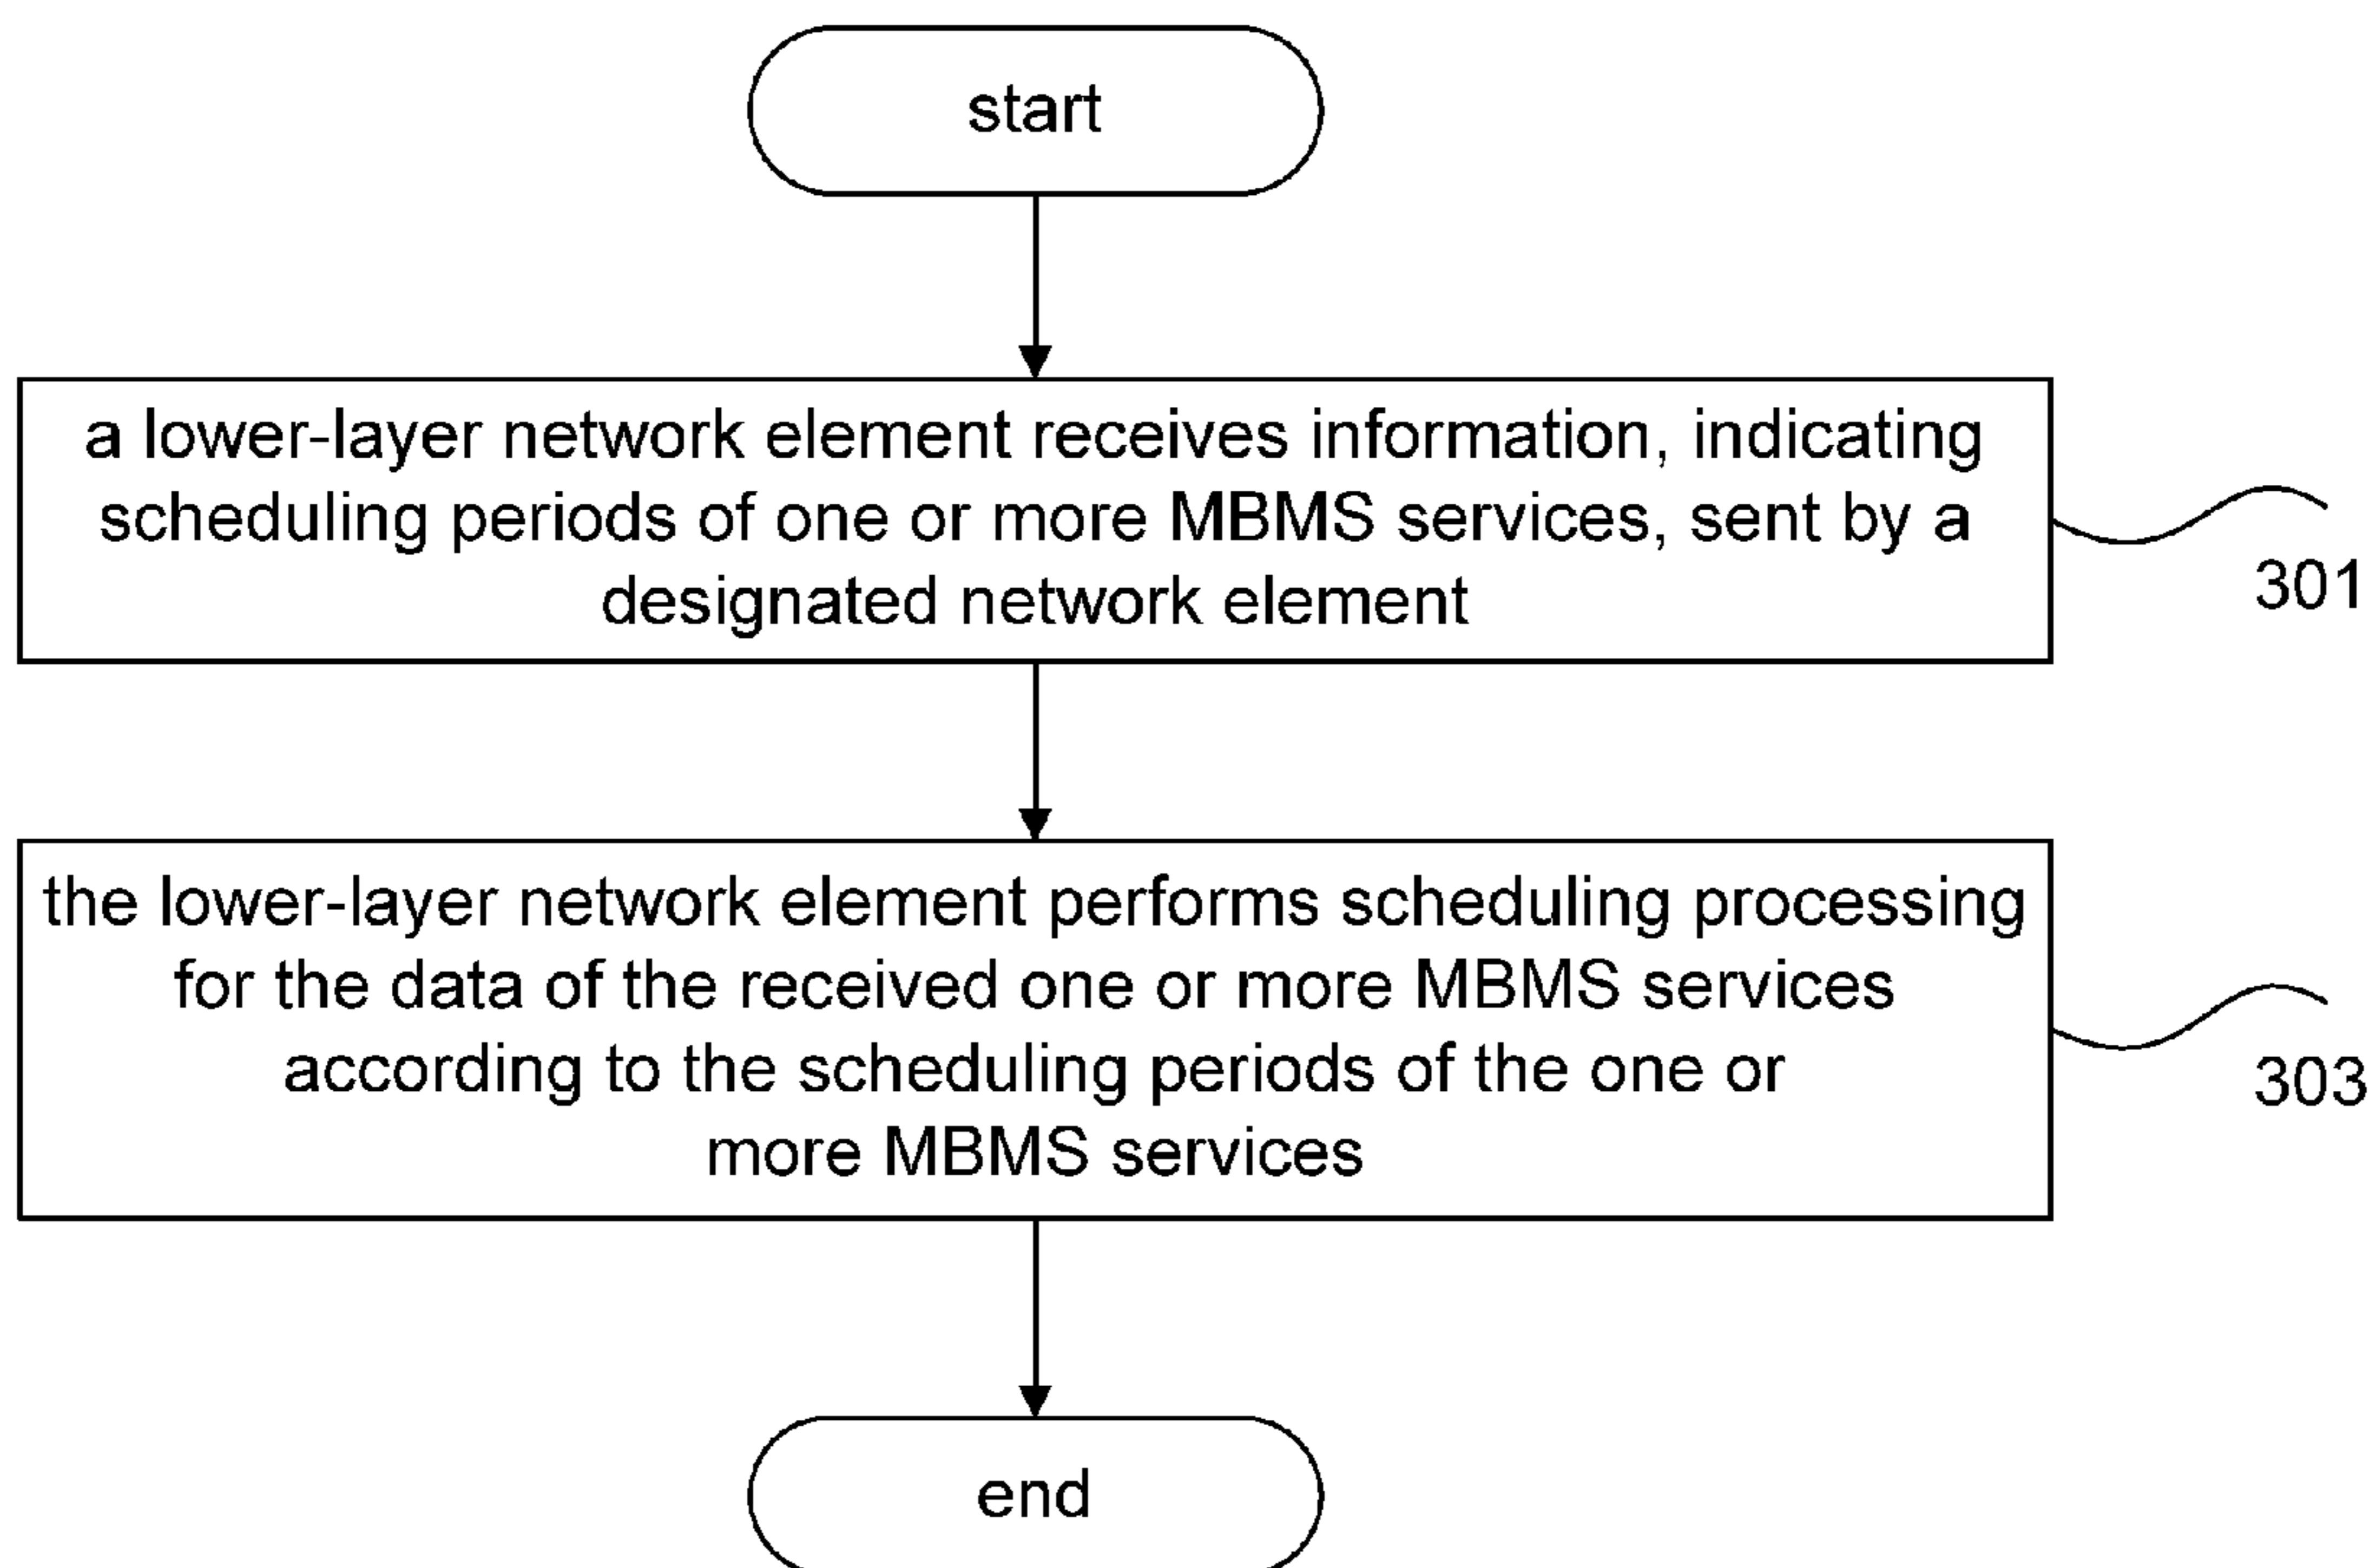 start
a lower-layer network element receives information, indicating
scheduling periods of one or more MBMS services, sent by a
designated network element
301
the lower-layer network element performs scheduling processing
for the data of the received one or more MBMS services
according to the scheduling periods of the one or
more MBMS services
303
end